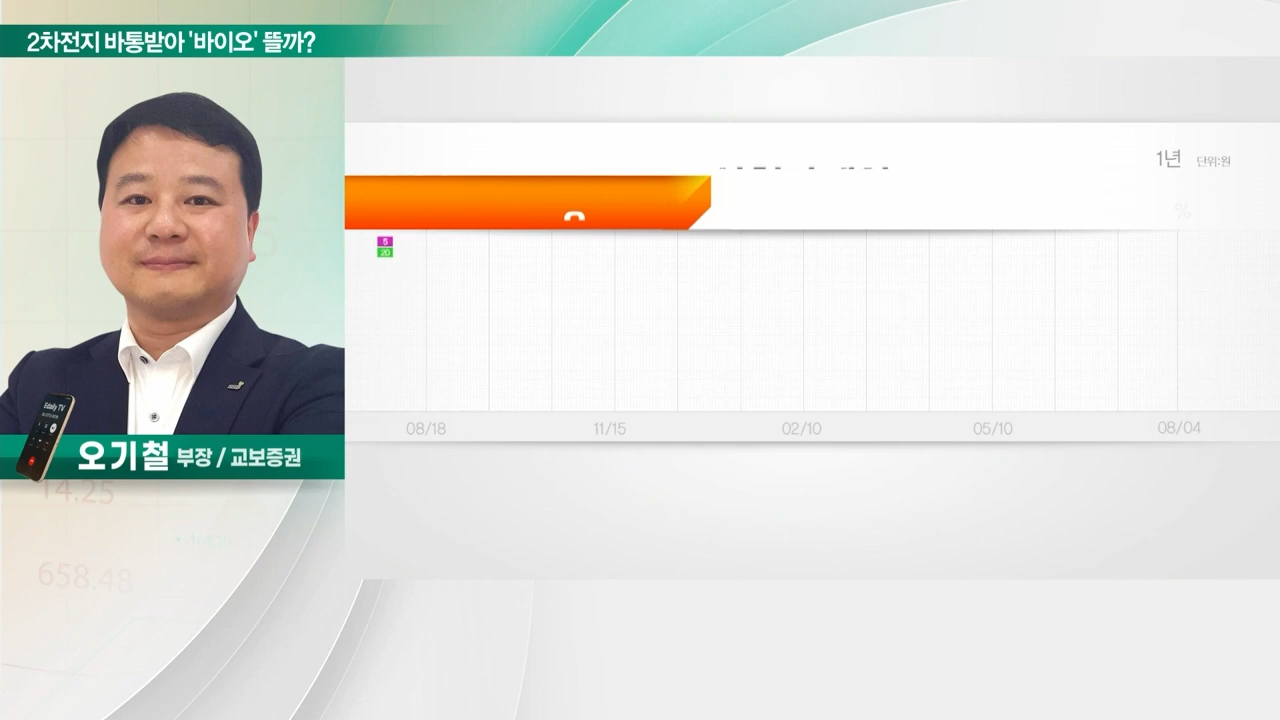 2차전지 바통받아 '바이오' 뜰까?
1년 단위:원
%
5
20
08/18 11/15 02/10 05/10 08/04
Edaily TV
오기철 부장 / 교보증권
14.25
658.48